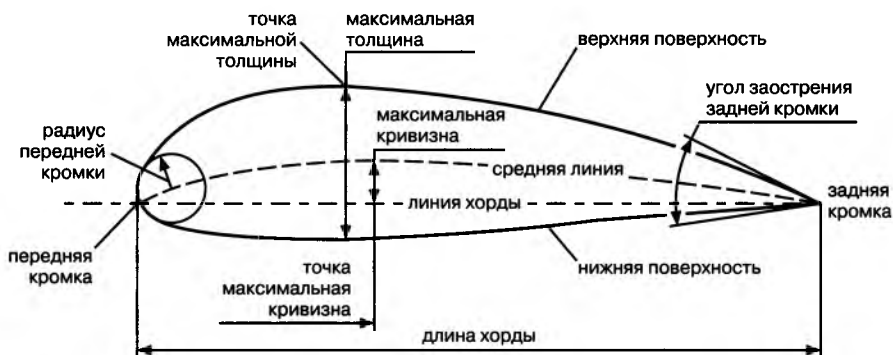 точка
максимальной
толщины
максимальная
толщина
верхняя поверхность
угол заострения
задней кромки
радиус
передней
кромки
максимальная
кривизна
средняя линия
линия хорды
задняя
кромка
передняя
кромка
точка
максимальная
кривизна
нижняя поверхность
длина хорды